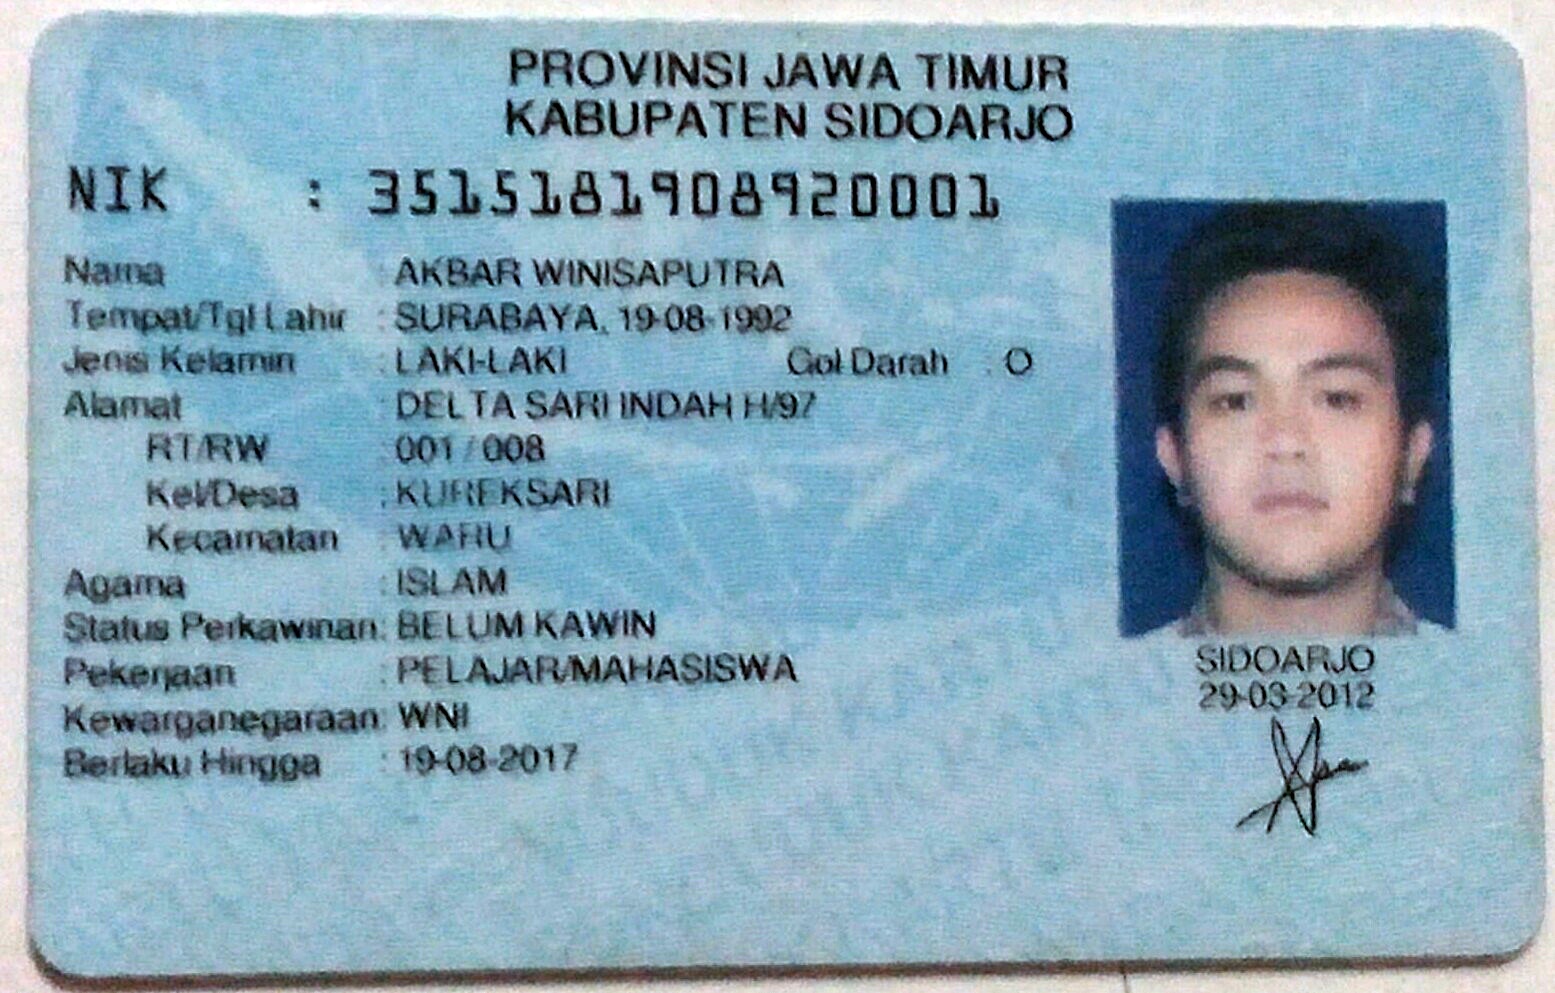 PROVINSI JAWA TIMUR
KABUPATEN SIDOARJO
NIK : 3515181908920001
Nama : AKBAR WINISAPUTRA
Tempat/Tgl Lahir : SURABAYA, 19-08-1992
Jenis Kelamin : LAKI-LAKI Gol Darah : O
Alamat : DELTA SARI INDAH H/97
RT/RW : 001 / 008
Kel/Desa : KUREKSARI
Kecamatan : WARU
Agama : ISLAM
Status Perkawinan: BELUM KAWIN
Pekerjaan : PELAJAR/MAHASISWA
Kewarganegaraan: WNI
Berlaku Hingga : 19-08-2017
SIDOARJO
29-03-2012